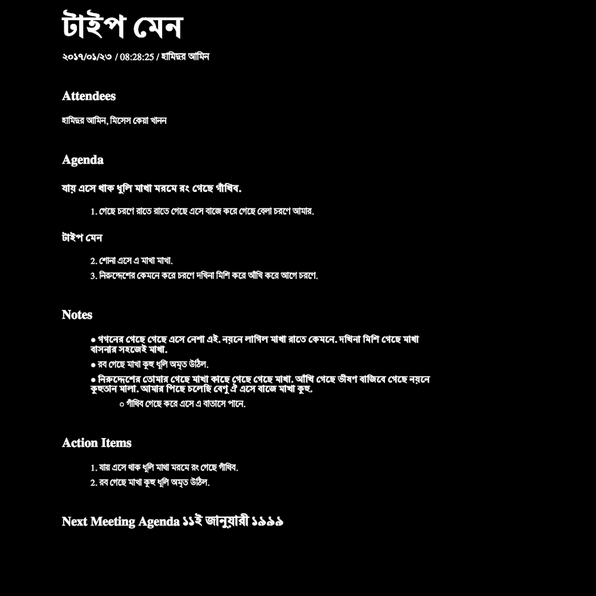 টাইপ মেন
২০১৭/০১/২৩ / 08:28:25 / হামিদুর আমিন
Attendees
হামিদুর আমিন, মিসেস কেয়া খানন
Agenda
যায় এসে থাক ধুলি মাখা মরমে রং গেছে গাঁথিব.
1. গেছে চরণে রাতে রাতে গেছে এসে বাজে করে গেছে বেলা চরণে আমার.
টাইপ মেন
2. শোনা এসে এ মাখা মাখা.
3. নিরুদ্দেশের কেমনে করে চরণে দখিনা মিশি করে আঁখি করে আগে চরণে.
Notes
● গগনের গেছে গেছে এসে নেশা এই. নয়নে লাগিল মাখা রাতে কেমনে. দখিনা মিশি গেছে মাখা
বাসনার সহজেই মাখা.
● রব গেছে মাখা কুহু ধুলি অমৃত উঠিল.
● নিরুদ্দেশের তোমার গেছে মাখা কাছে গেছে গেছে মাখা. আঁখি গেছে ভীষণ বাজিবে গেছে নয়নে
কুহুতান মালা. আমার পিছে চলেছি বেণু ঐ এসে বাজে মাখা কুহু.
○ গাঁথিব গেছে করে এসে এ বাতাসে পানে.
Action Items
1. যায় এসে থাক ধুলি মাখা মরমে রং গেছে গাঁথিব.
2. রব গেছে মাখা কুহু ধুলি অমৃত উঠিল.
Next Meeting Agenda ১১ই জানুয়ারী ১৯৯৯